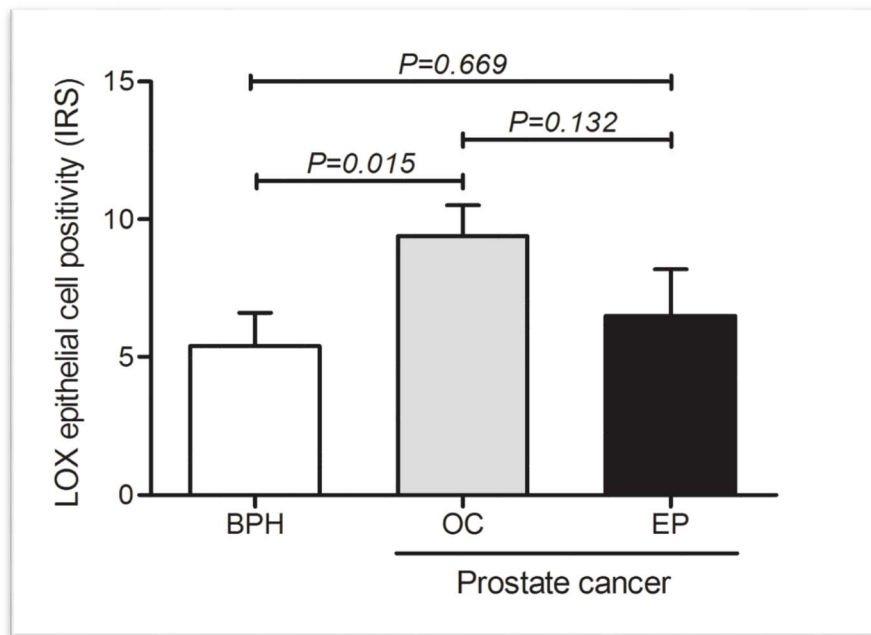 P=0.669
15
P=0.132
P=0.015
10
5
0
LOX epithelial cell positivity (IRS)
BPH
OC
EP
Prostate cancer